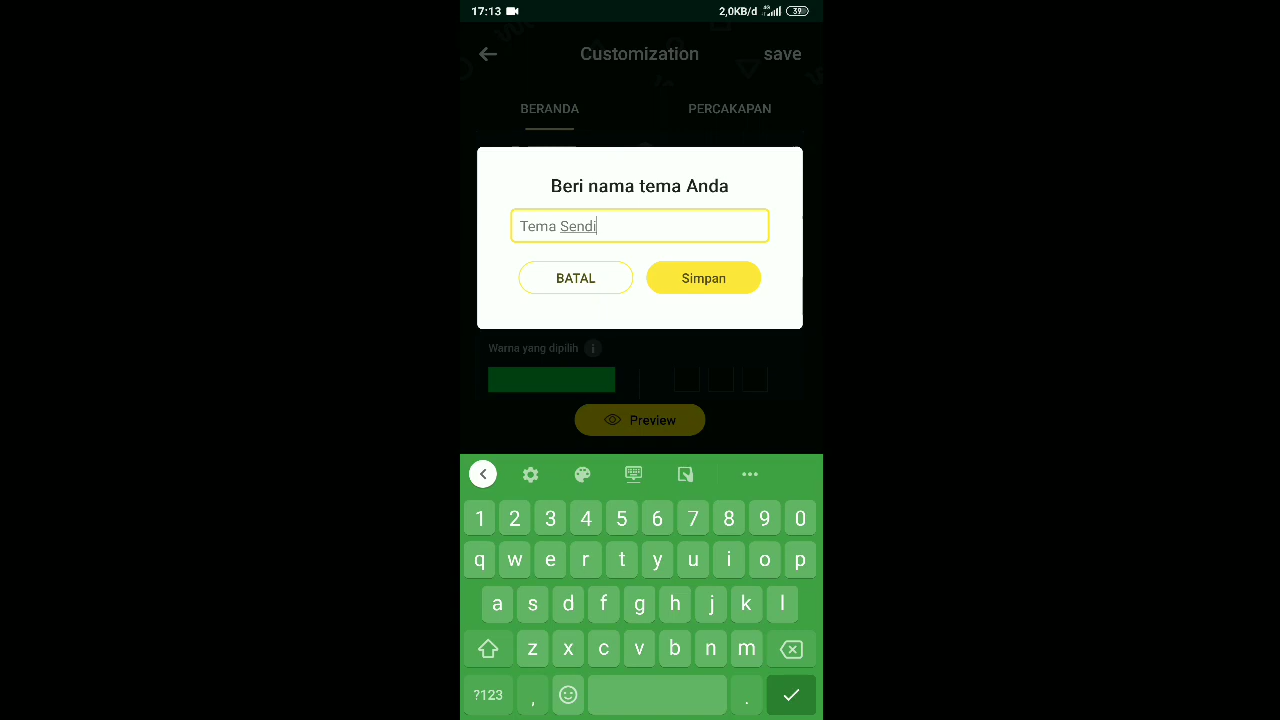 17:13 2,0KB/d 4G 39
Customization save
BERANDA PERCAKAPAN
Beri nama tema Anda
Tema Sendi
BATAL Simpan
Warna yang dipilih i
Preview
1 2 3 4 5 6 7 8 9 0
q w e r t y u i o p
a s d f g h j k l
z x c v b n m
?123 , .